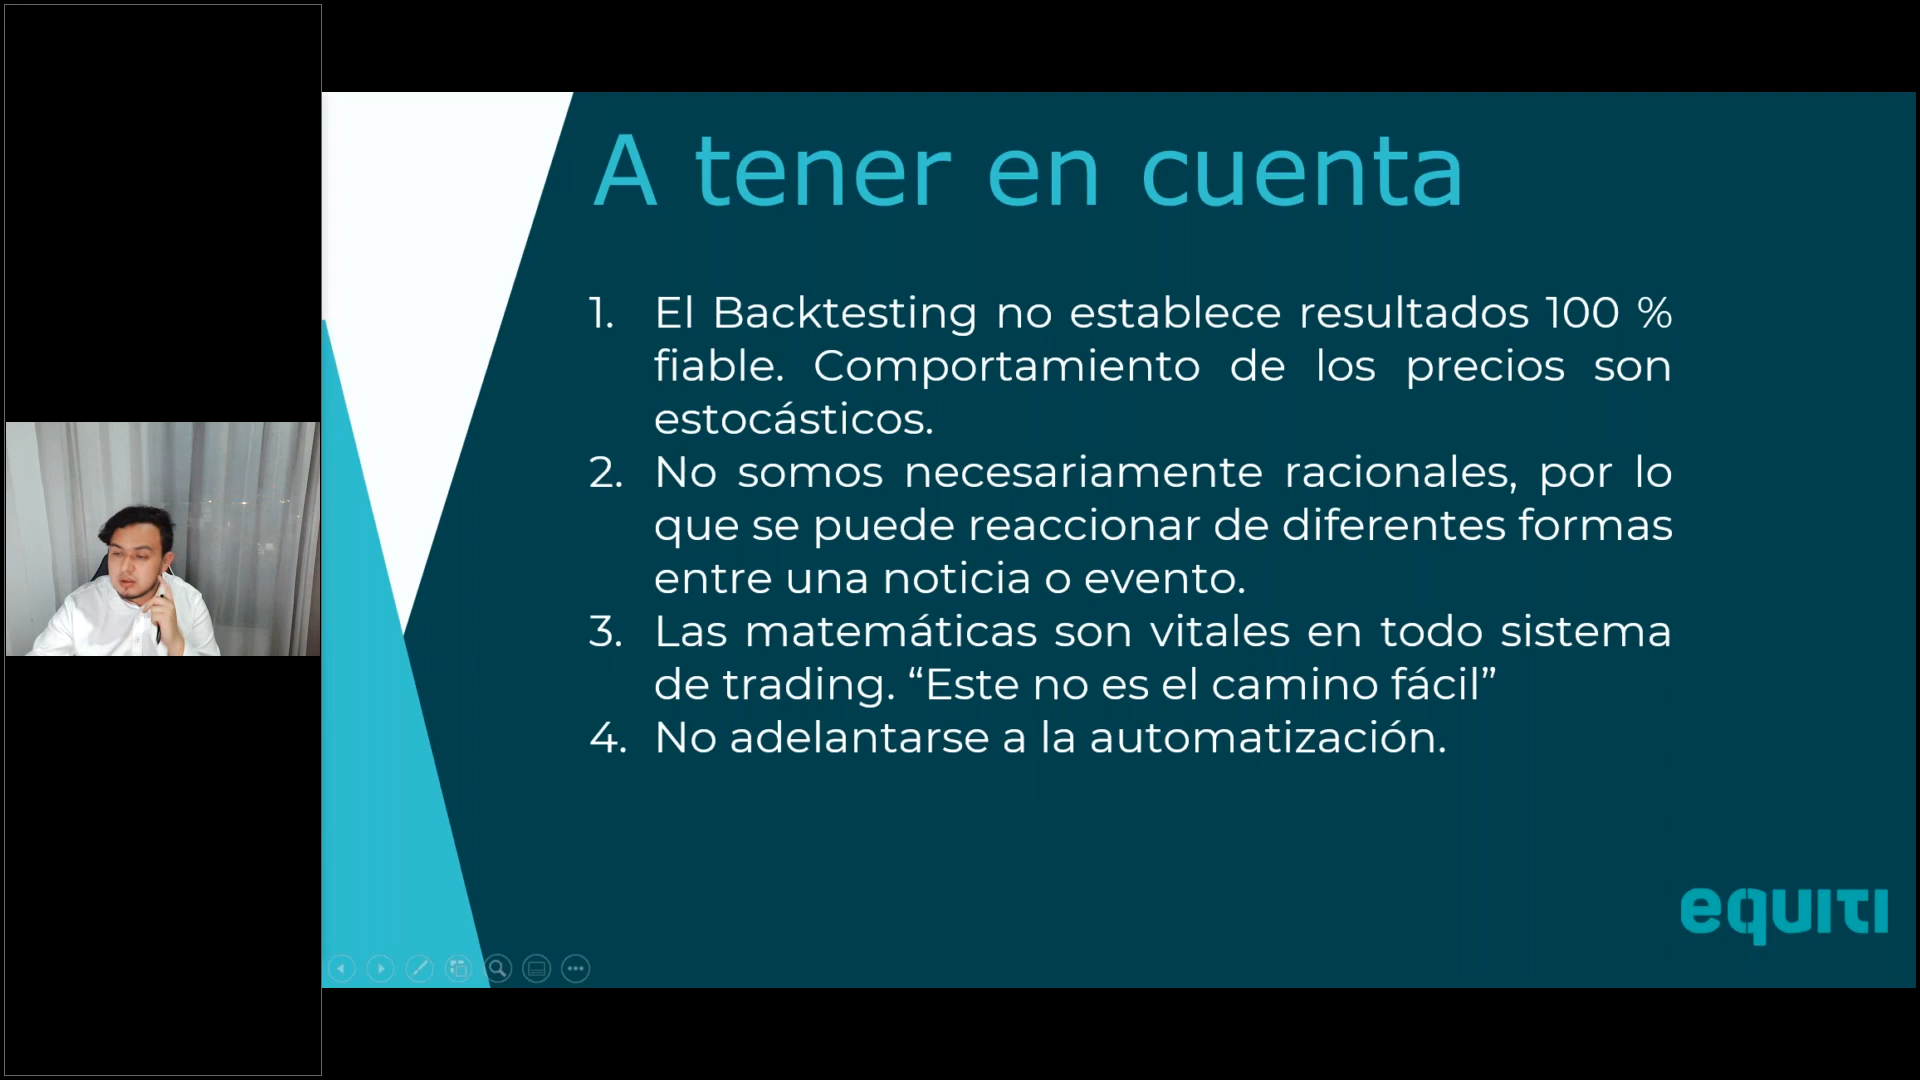 A tener en cuenta
1. El Backtesting no establece resultados 100 %
fiable. Comportamiento de los precios son
estocásticos.
2. No somos necesariamente racionales, por lo
que se puede reaccionar de diferentes formas
entre una noticia o evento.
3. Las matemáticas son vitales en todo sistema
de trading. “Este no es el camino fácil”
4. No adelantarse a la automatización.
equiti